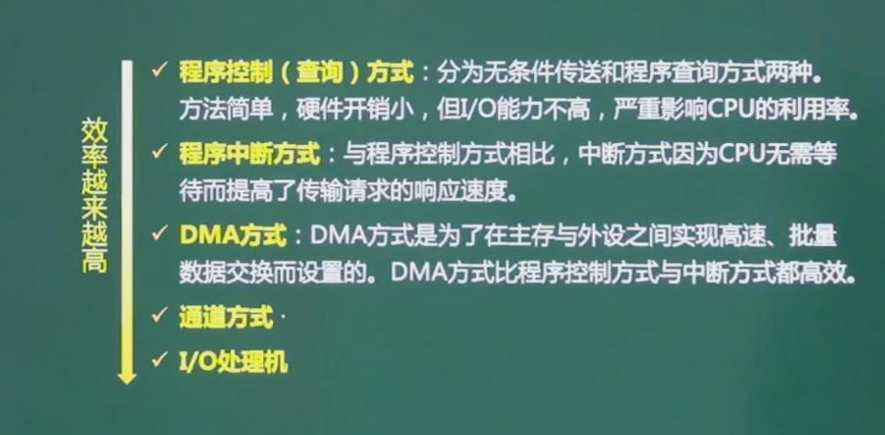 效率越来越高
✓ 程序控制（查询）方式：分为无条件传送和程序查询方式两种。
方法简单，硬件开销小，但I/O能力不高，严重影响CPU的利用率。
✓ 程序中断方式：与程序控制方式相比，中断方式因为CPU无需等
待而提高了传输请求的响应速度。
✓ DMA方式：DMA方式是为了在主存与外设之间实现高速、批量
数据交换而设置的。DMA方式比程序控制方式与中断方式都高效。
✓ 通道方式·
✓ I/O处理机